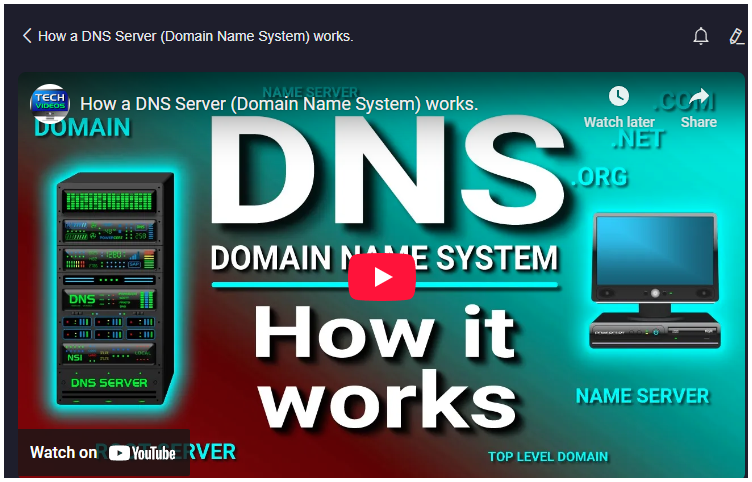 How a DNS Server (Domain Name System) works.
TECH
VIDEOS
How a DNS Server (Domain Name System) works.
NAME SERVER
Watch later
Share
.COM
.NET
.ORG
DOMAIN
DNS
DOMAIN NAME SYSTEM
How it
works
DNS
NSI
LOCAL
DNS SERVER
NAME SERVER
Watch on YouTube
SERVER
TOP LEVEL DOMAIN